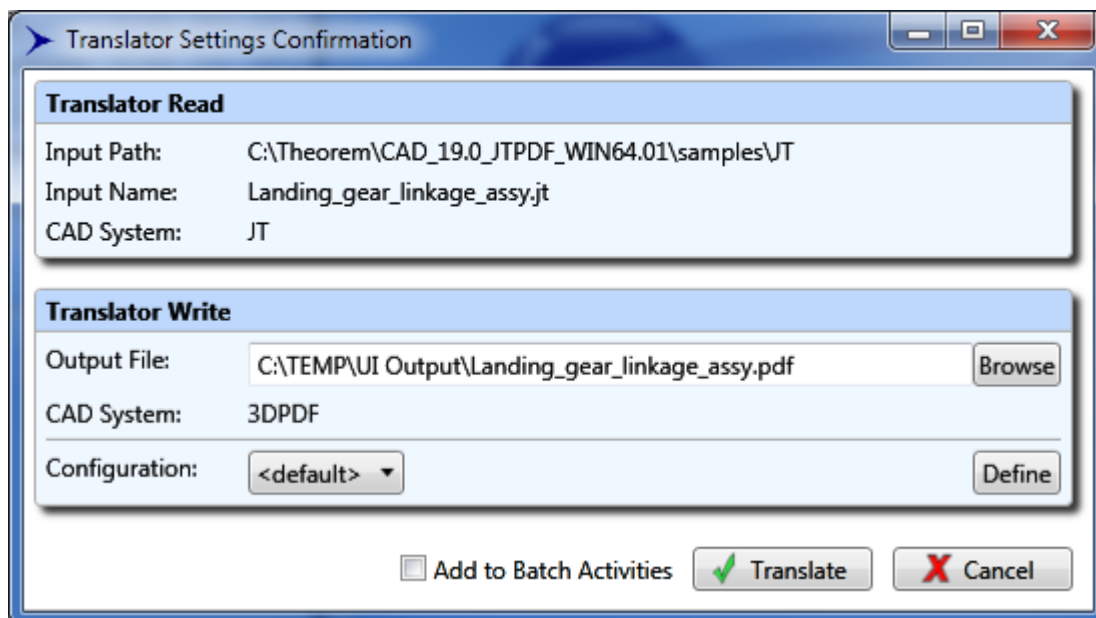 Translator Settings Confirmation
Translator Read
Input Path: C:\Theorem\CAD_19.0_JTPDF_WIN64.01\samples\JT
Input Name: Landing_gear_linkage_assy.jt
CAD System: JT
Translator Write
Output File: C:\TEMP\UI Output\Landing_gear_linkage_assy.pdf Browse
CAD System: 3DPDF
Configuration: <default> Define
Add to Batch Activities Translate Cancel